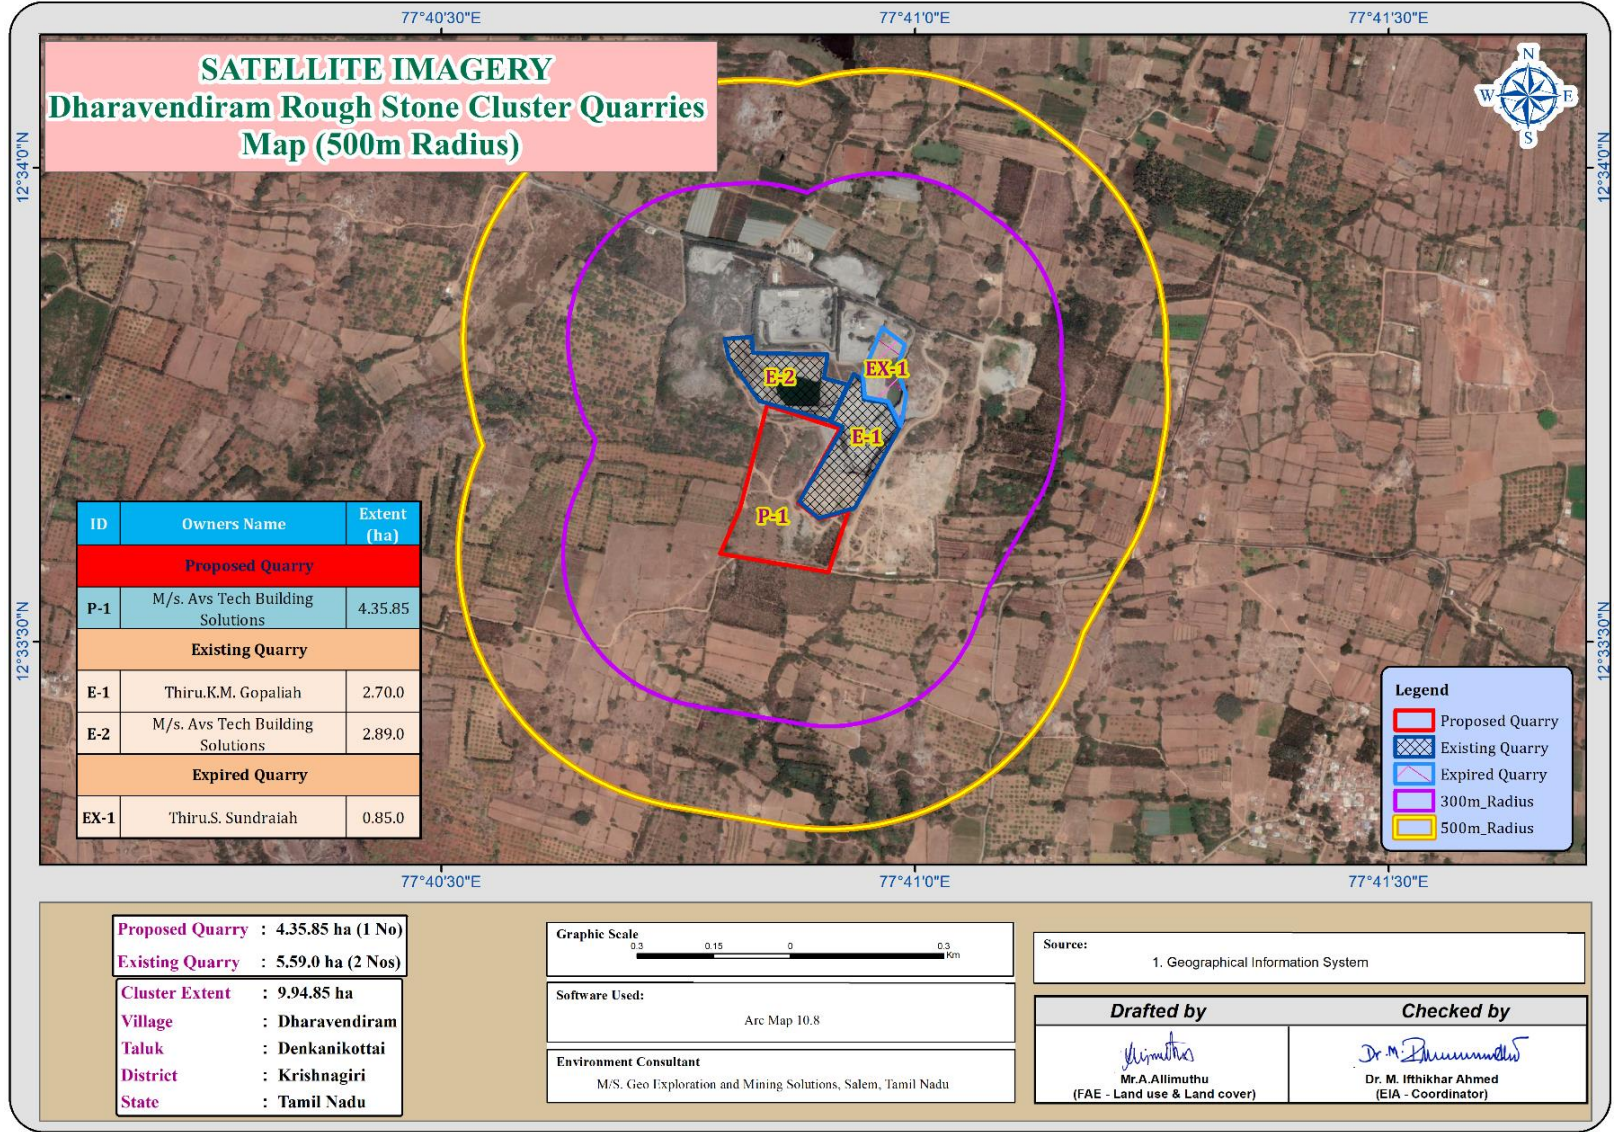 77°40'30"E
77°41'0"E
77°41'30"E
SATELLITE IMAGERY
Dharavendiram Rough Stone Cluster Quarries
Map (500m Radius)
N
W
E
S
12°34'0"N
12°34'0"N
EX-1
E-2
E-1
P-1
ID Owners Name Extent (ha)
Proposed Quarry
P-1 M/s. Avs Tech Building Solutions 4.35.85
Existing Quarry
E-1 Thiru.K.M. Gopaliah 2.70.0
E-2 M/s. Avs Tech Building Solutions 2.89.0
Expired Quarry
EX-1 Thiru.S. Sundraiah 0.85.0
12°33'30"N
12°33'30"N
Legend
Proposed Quarry
Existing Quarry
Expired Quarry
300m_Radius
500m_Radius
77°40'30"E
77°41'0"E
77°41'30"E
Proposed Quarry : 4.35.85 ha (1 No)
Existing Quarry : 5.59.0 ha (2 Nos)
Cluster Extent : 9.94.85 ha
Village : Dharavendiram
Taluk : Denkanikottai
District : Krishnagiri
State : Tamil Nadu
Graphic Scale
0.3 0.15 0 0.3
Km
Software Used:
Arc Map 10.8
Environment Consultant
M/S. Geo Exploration and Mining Solutions, Salem, Tamil Nadu
Source:
1. Geographical Information System
Drafted by
Checked by
Mr.A.Allimuthu
(FAE - Land use & Land cover)
Dr. M.
Dr. M. Ifthikhar Ahmed
(EIA - Coordinator)